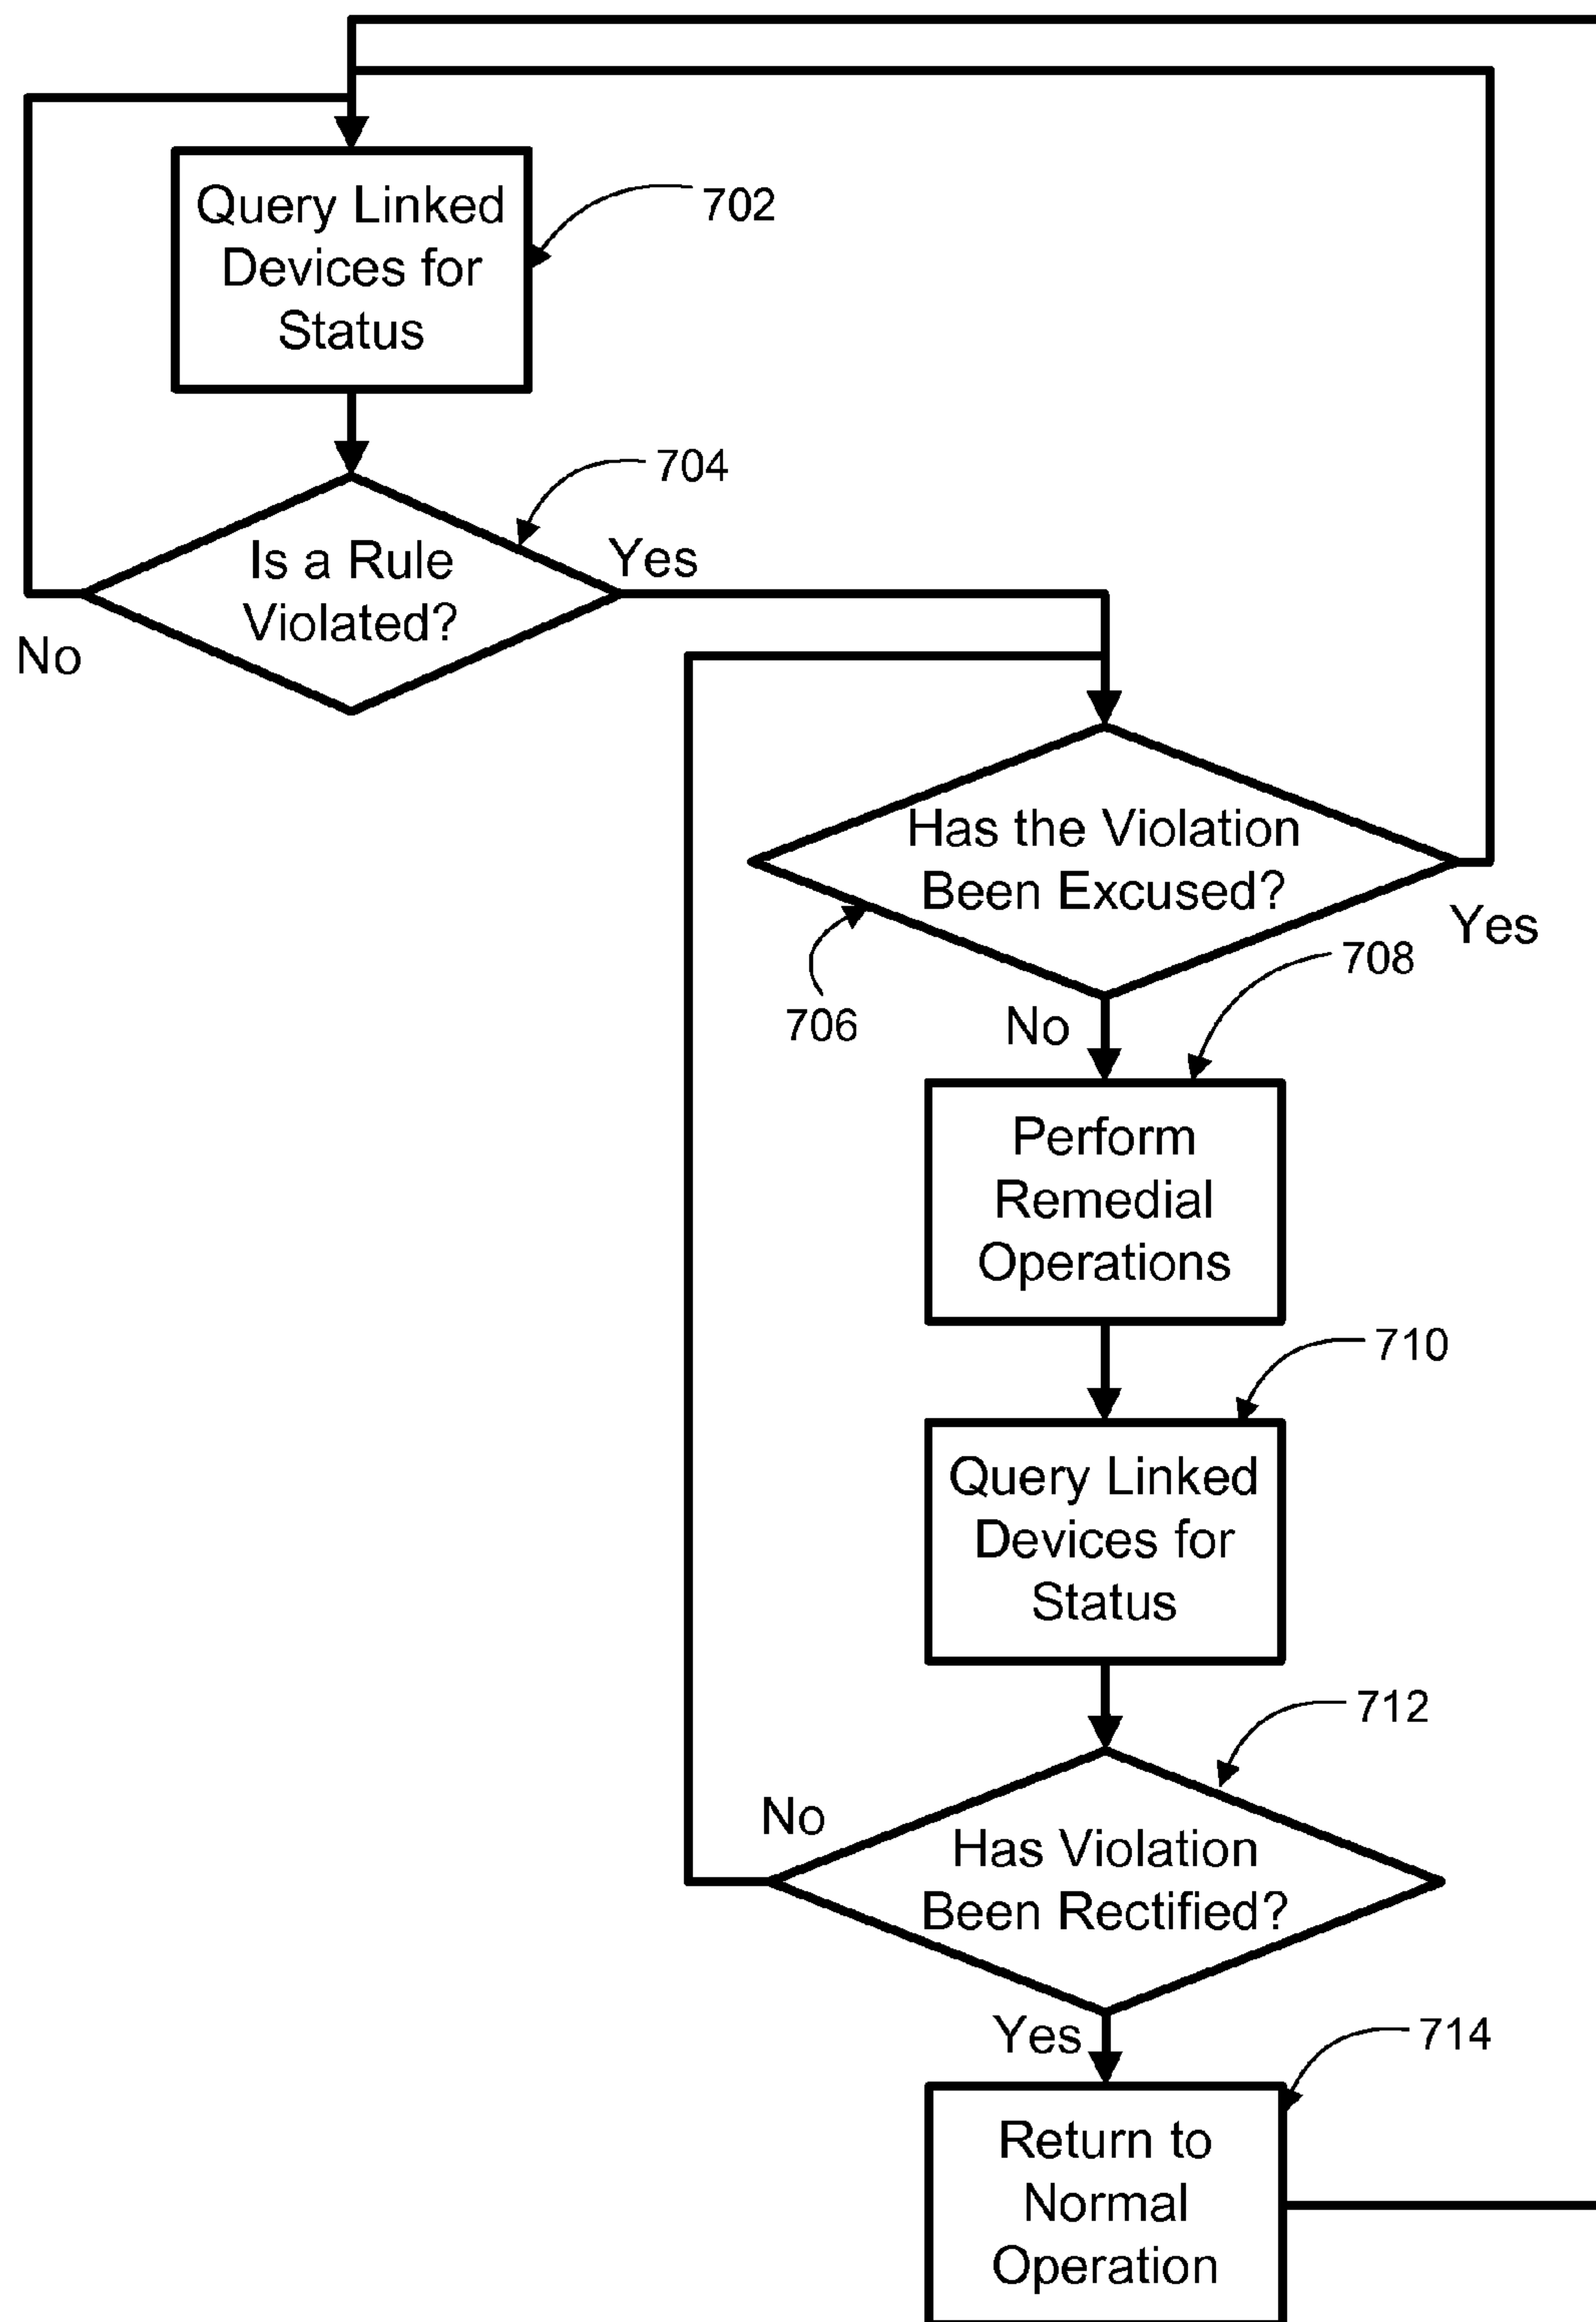 Query Linked
Devices for
Status
702
704
Is a Rule
Violated?
Yes
No
Has the Violation
Been Excused?
Yes
706
708
No
Perform
Remedial
Operations
710
Query Linked
Devices for
Status
712
No
Has Violation
Been Rectified?
Yes
714
Return to
Normal
Operation